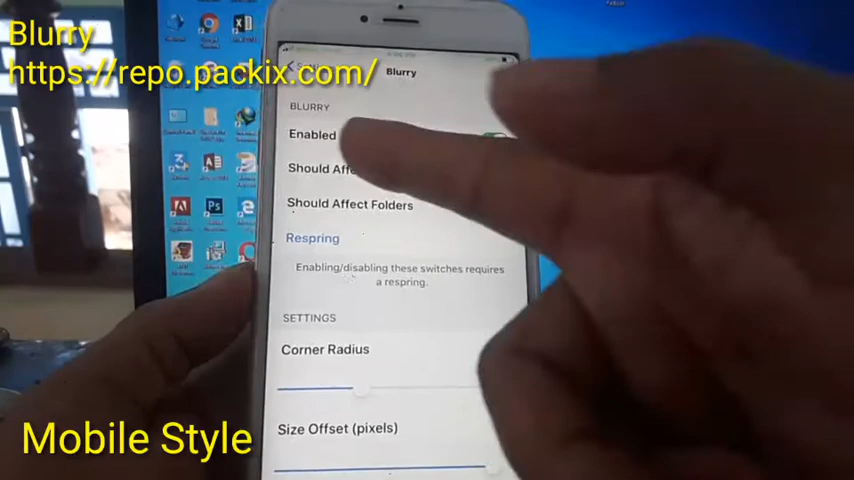 Blurry
https://repo.packix.com/
Blurry
BLURRY
Enabled
Should
Should Affect Folders
Respring
Enabling/disabling these switches requires
a respring.
SETTINGS
Corner Radius
Size Offset (pixels)
Mobile Style